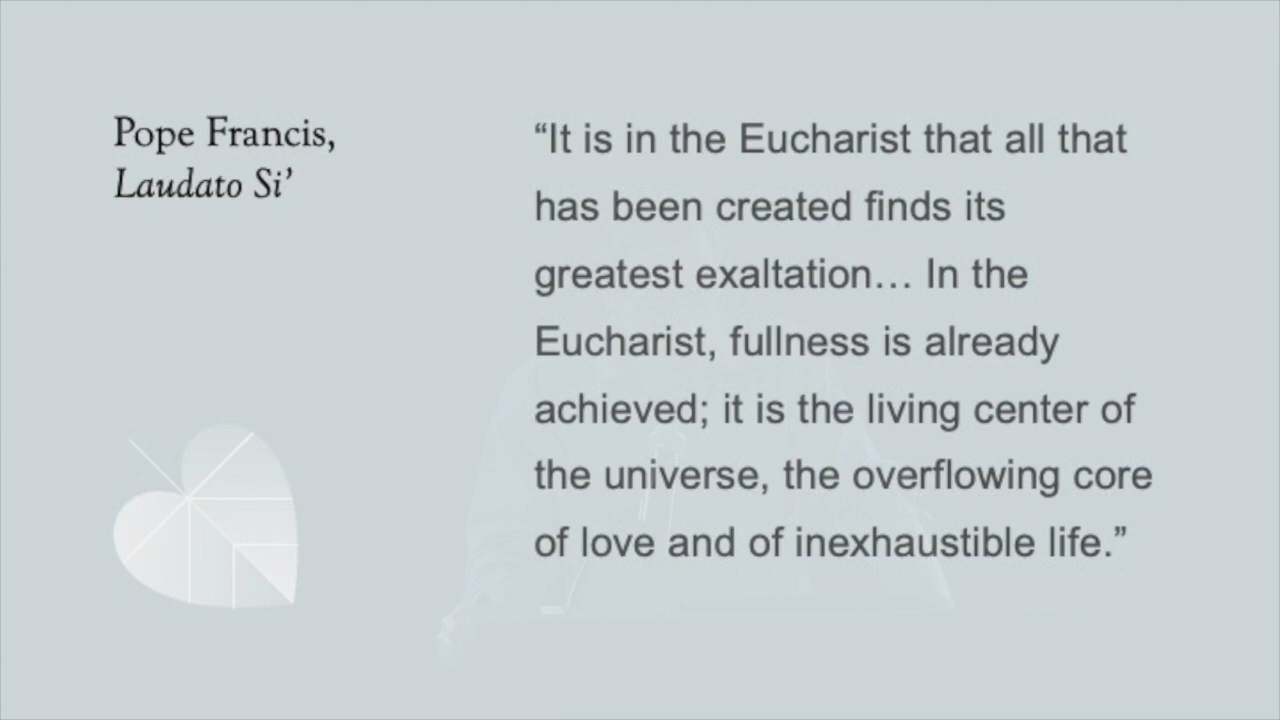 Pope Francis,
Laudato Si’
“It is in the Eucharist that all that
has been created finds its
greatest exaltation… In the
Eucharist, fullness is already
achieved; it is the living center of
the universe, the overflowing core
of love and of inexhaustible life.”